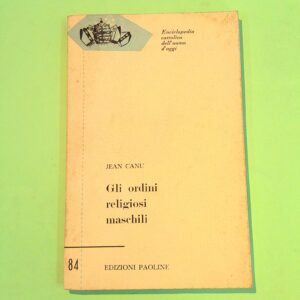 Enciclopedia
cattolica
dell'uomo
d'oggi
JEAN CANU
Gli ordini
religiosi
maschili
84
EDIZIONI PAOLINE